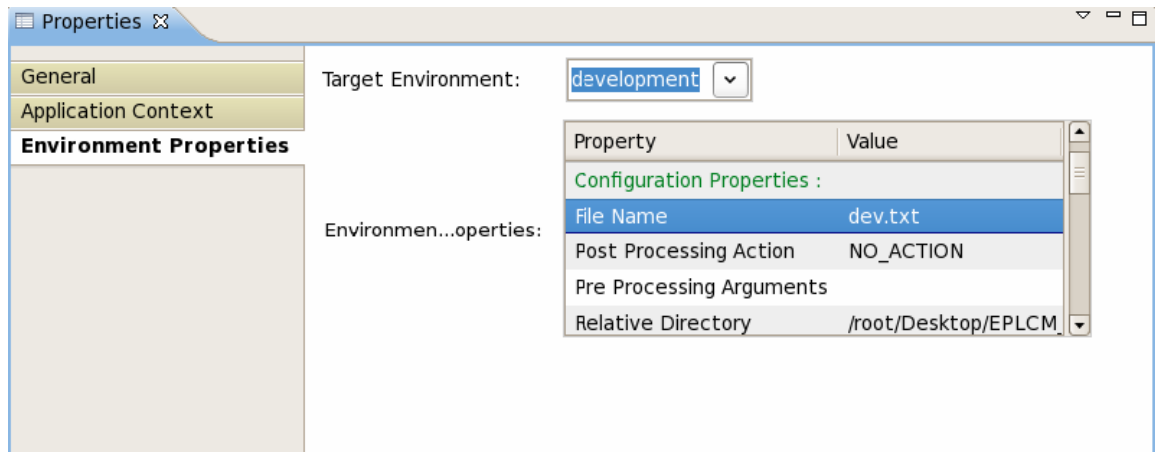 Properties
General
Application Context
Environment Properties
Target Environment: development
Environmen...operties:
Property Value
Configuration Properties :
File Name dev.txt
Post Processing Action NO_ACTION
Pre Processing Arguments
Relative Directory /root/Desktop/EPLCM_